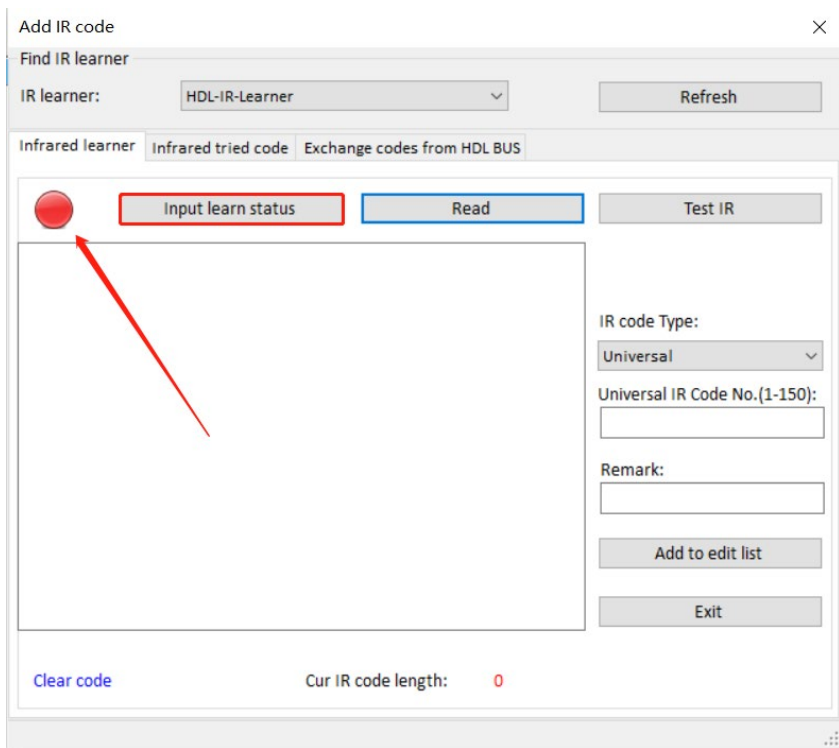 Add IR code
Find IR learner
IR learner: HDL-IR-Learner Refresh
Infrared learner Infrared tried code Exchange codes from HDL BUS
Input learn status Read Test IR
IR code Type:
Universal
Universal IR Code No.(1-150):
Remark:
Add to edit list
Exit
Clear code Cur IR code length: 0